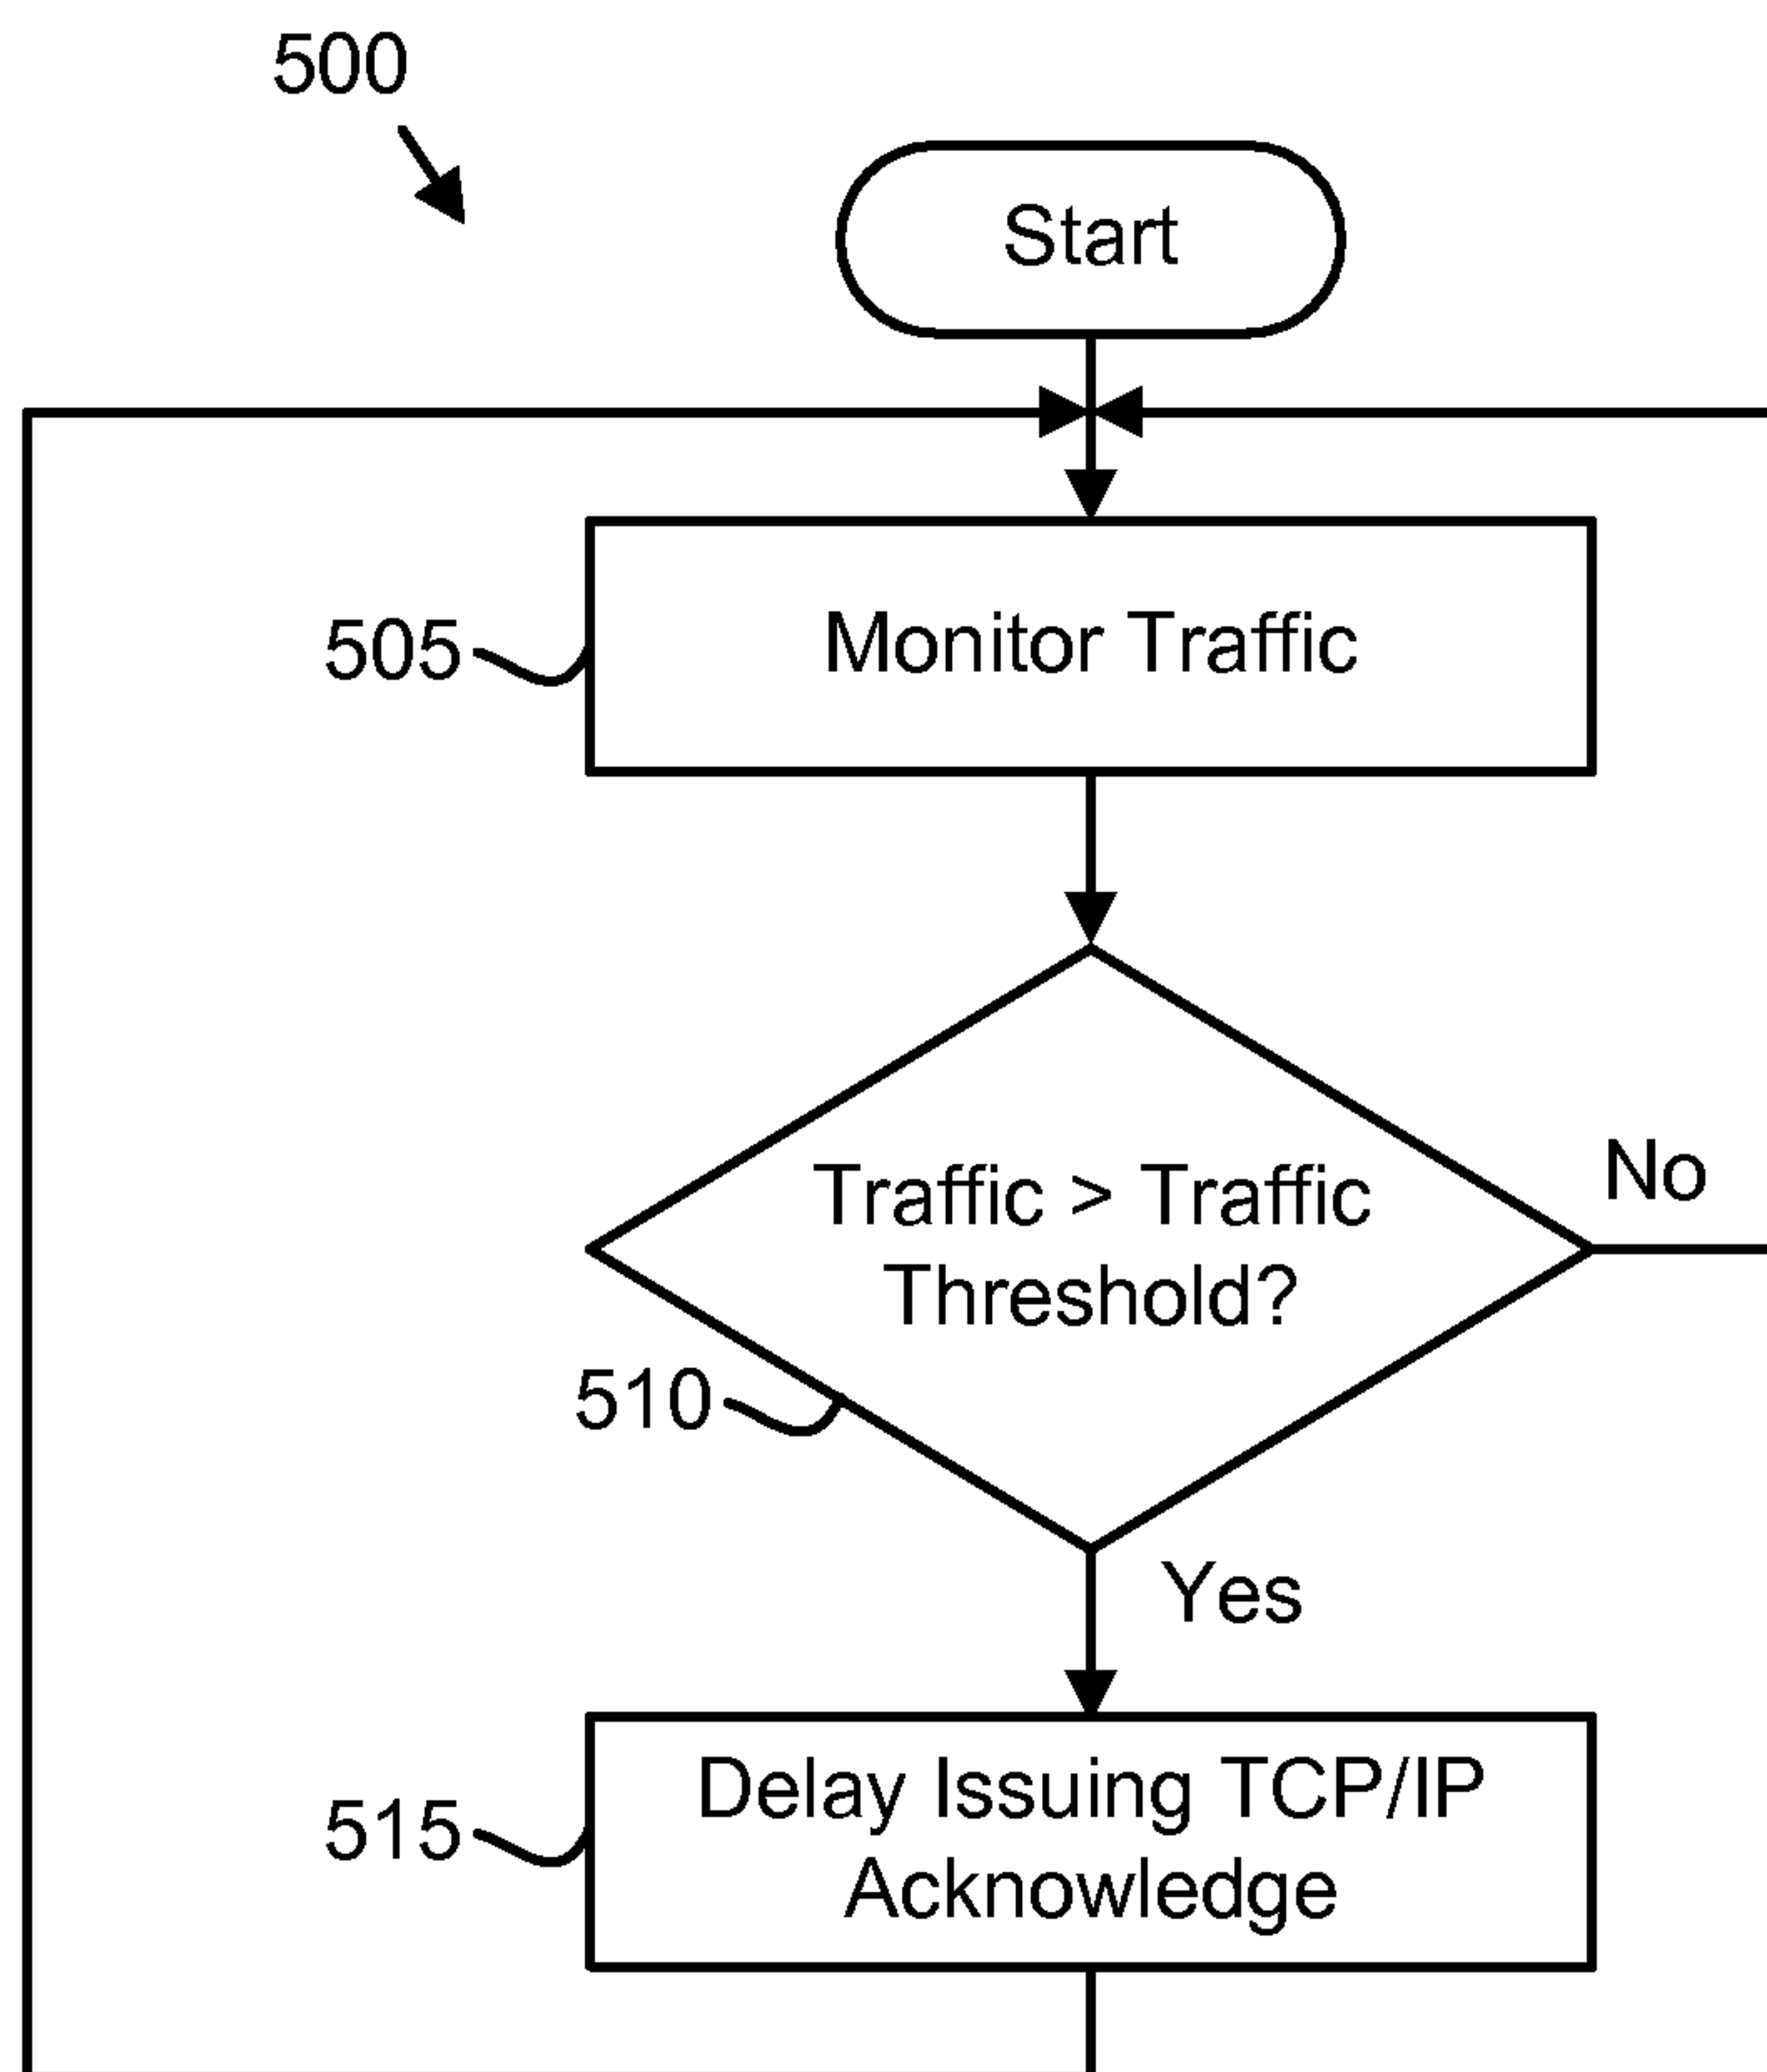 500
Start
505
Monitor Traffic
Traffic > Traffic
Threshold?
No
510
Yes
515
Delay Issuing TCP/IP
Acknowledge